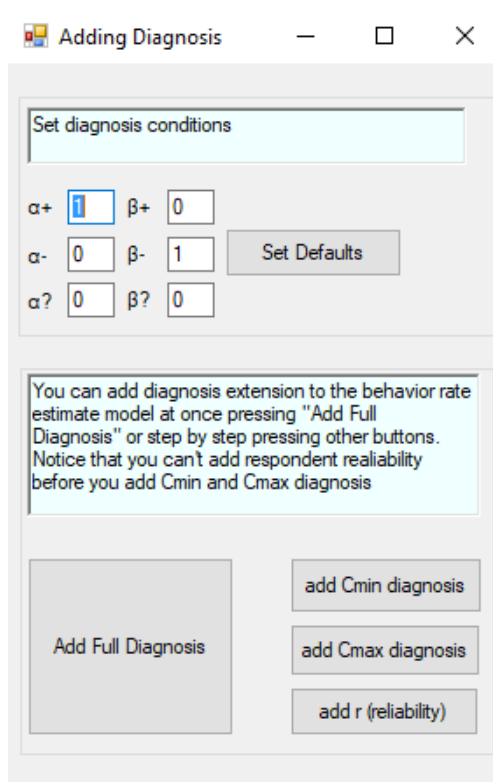 Adding Diagnosis
Set diagnosis conditions
α+ 1 β+ 0
α- 0 β- 1 Set Defaults
α? 0 β? 0
You can add diagnosis extension to the behavior rate
estimate model at once pressing "Add Full
Diagnosis" or step by step pressing other buttons.
Notice that you can't add respondent realiability
before you add Cmin and Cmax diagnosis
Add Full Diagnosis
add Cmin diagnosis
add Cmax diagnosis
add r (reliability)